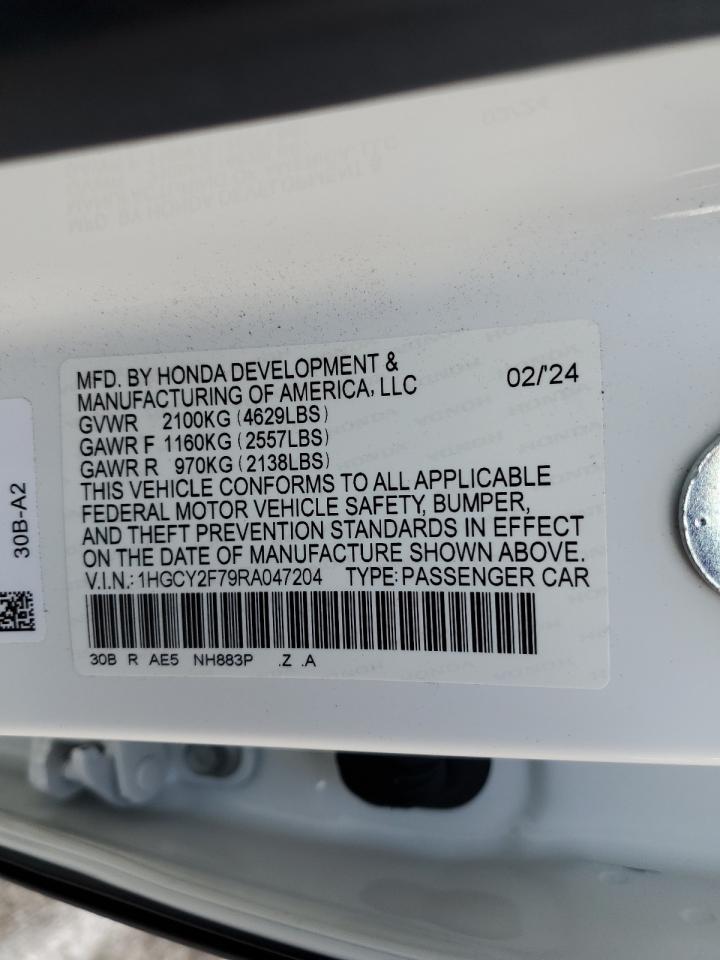 MFD. BY HONDA DEVELOPMENT &
MANUFACTURING OF AMERICA, LLC 02/'24
GVWR 2100KG (4629LBS)
GAWR F 1160KG (2557LBS)
GAWR R 970KG (2138LBS)
THIS VEHICLE CONFORMS TO ALL APPLICABLE
FEDERAL MOTOR VEHICLE SAFETY, BUMPER,
AND THEFT PREVENTION STANDARDS IN EFFECT
ON THE DATE OF MANUFACTURE SHOWN ABOVE.
V.I.N.: 1HGCY2F79RA047204 TYPE: PASSENGER CAR
30B R AE5 NH883P .Z .A
30B-A2